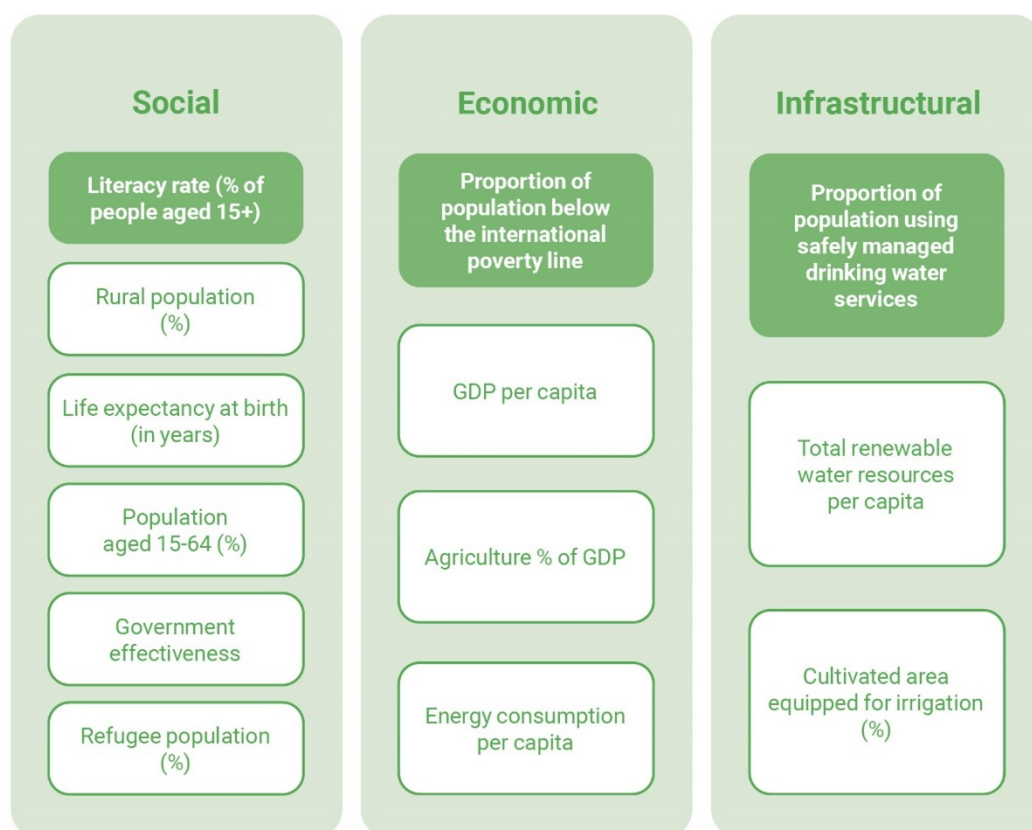 Social
Literacy rate (% of
people aged 15+)
Rural population
(%)
Life expectancy at birth
(in years)
Population
aged 15-64 (%)
Government
effectiveness
Refugee population
(%)
Economic
Proportion of
population below
the international
poverty line
GDP per capita
Agriculture % of GDP
Energy consumption
per capita
Infrastructural
Proportion of
population using
safely managed
drinking water
services
Total renewable
water resources
per capita
Cultivated area
equipped for irrigation
(%)